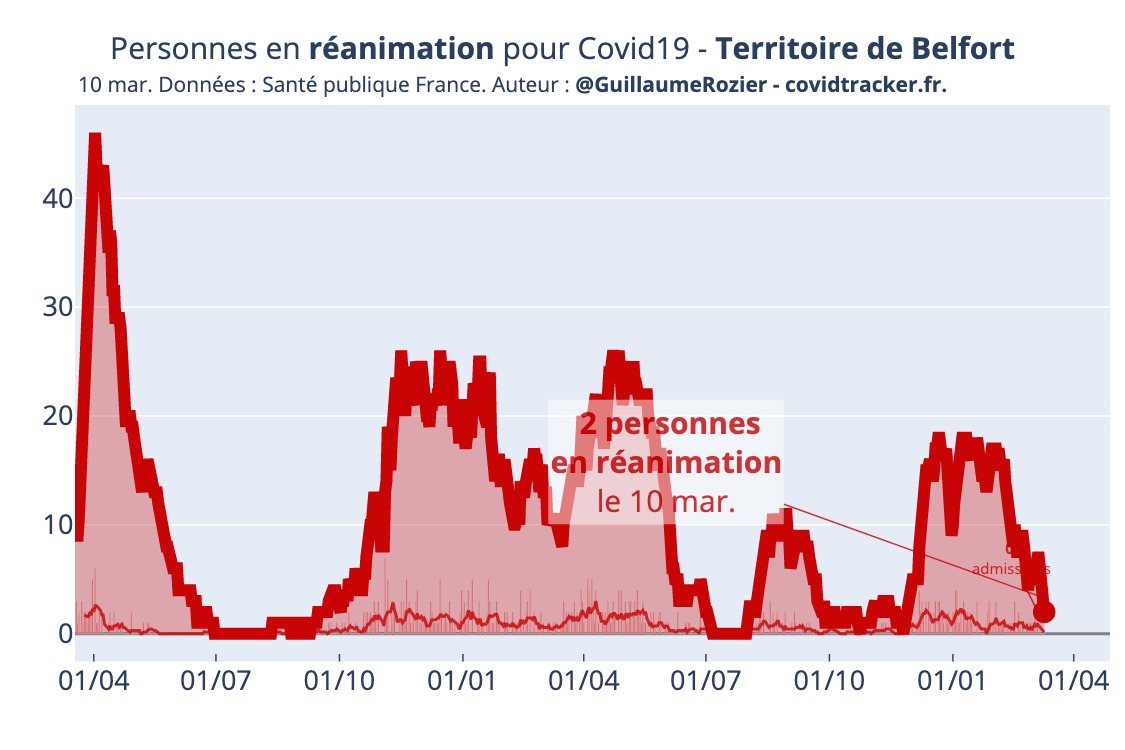 Personnes en réanimation pour Covid19 - Territoire de Belfort
10 mar. Données : Santé publique France. Auteur : @GuillaumeRozier - covidtracker.fr.
40
30
20
10
0
2 personnes
en réanimation
le 10 mar.
01/04 01/07 01/10 01/01 01/04 01/07 01/10 01/01 01/04